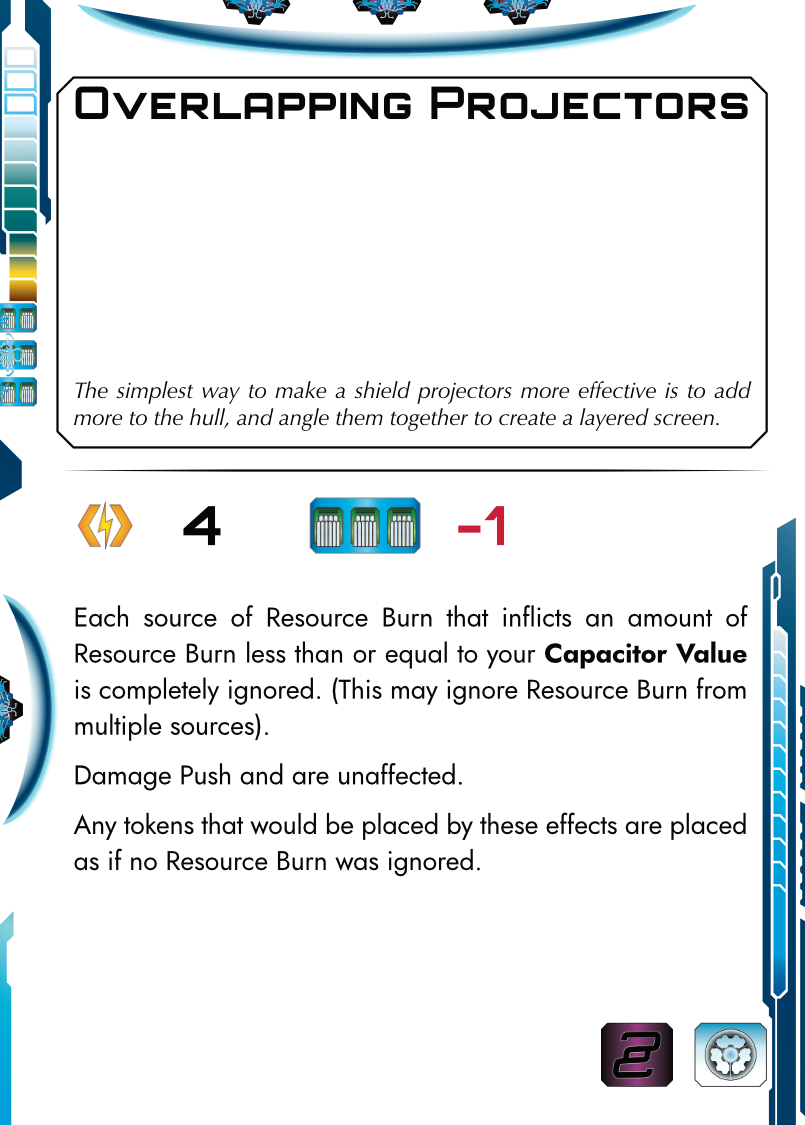 Overlapping Projectors
The simplest way to make a shield projectors more effective is to add
more to the hull, and angle them together to create a layered screen.
4 -1
Each source of Resource Burn that inflicts an amount of
Resource Burn less than or equal to your Capacitor Value
is completely ignored. (This may ignore Resource Burn from
multiple sources).
Damage Push and are unaffected.
Any tokens that would be placed by these effects are placed
as if no Resource Burn was ignored.
2